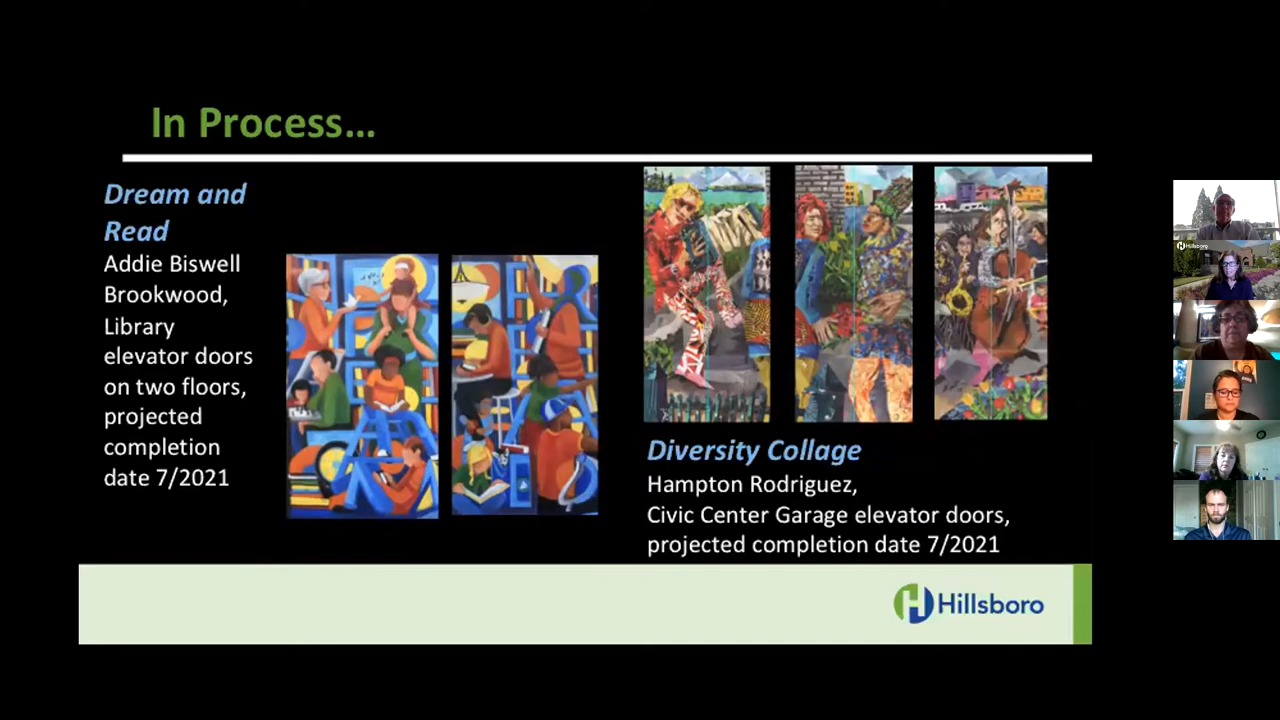 In Process…
Dream and
Read
Addie Biswell
Brookwood,
Library
elevator doors
on two floors,
projected
completion
date 7/2021
Diversity Collage
Hampton Rodriguez,
Civic Center Garage elevator doors,
projected completion date 7/2021
Hillsboro
Hillsboro